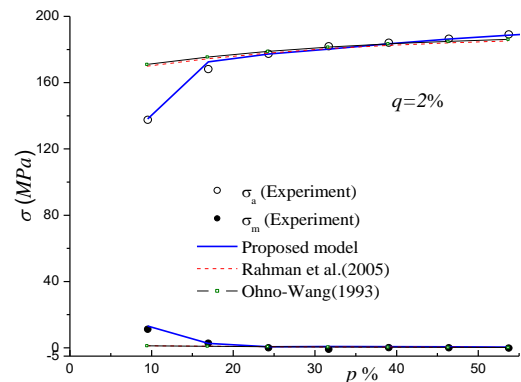 200
160
120
80
40
0
-5
σ (MPa)
q=2%
σa (Experiment)
σm (Experiment)
Proposed model
Rahman et al.(2005)
Ohno-Wang(1993)
0 10 20 30 40 50
p %